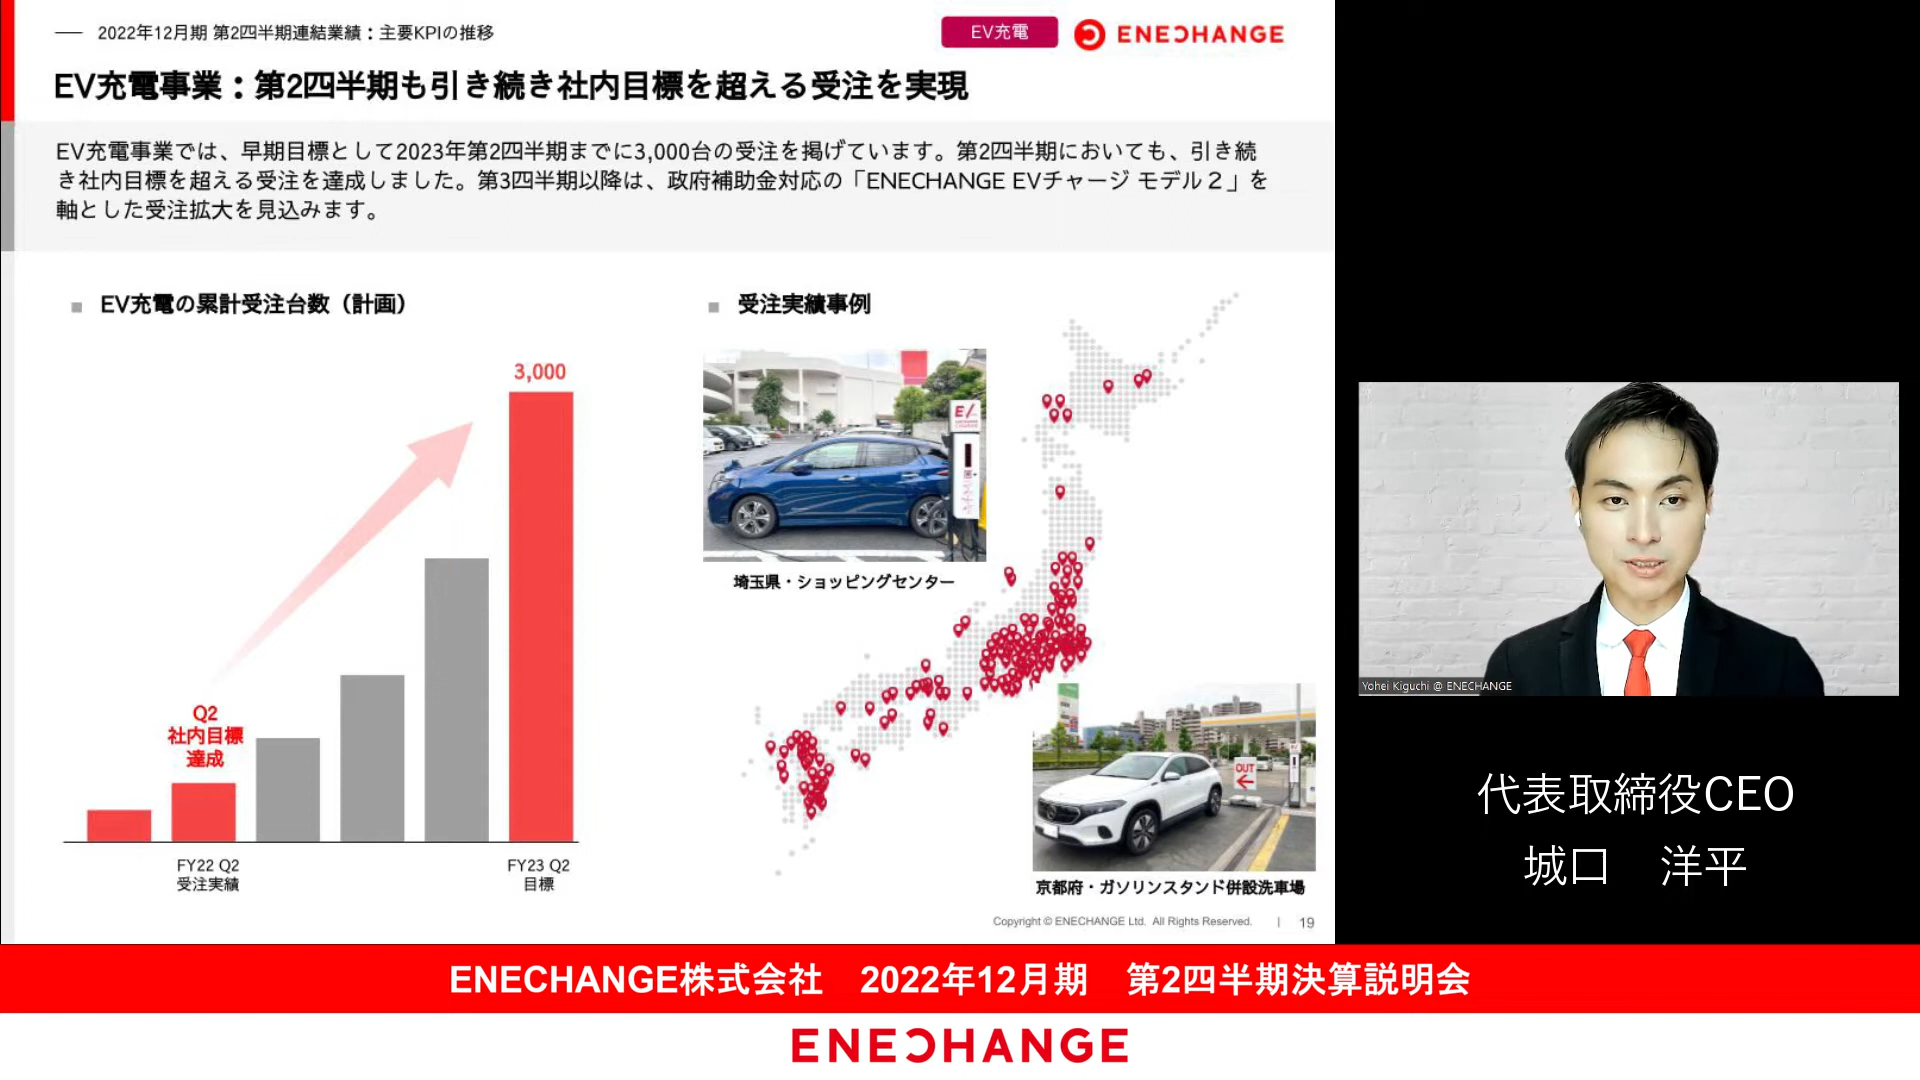 2022年12月期 第2四半期連結業績：主要KPIの推移
EV充電
ENECHANGE
EV充電事業：第2四半期も引き続き社内目標を超える受注を実現
EV充電事業では、早期目標として2023年第2四半期までに3,000台の受注を掲げています。第2四半期においても、引き続
き社内目標を超える受注を達成しました。第3四半期以降は、政府補助金対応の「ENECHANGE EVチャージ モデル２」を
軸とした受注拡大を見込みます。
EV充電の累計受注台数（計画）
3,000
Q2
社内目標
達成
FY22 Q2
受注実績
FY23 Q2
目標
受注実績事例
埼玉県・ショッピングセンター
OUT
京都府・ガソリンスタンド併設洗車場
Copyright © ENECHANGE Ltd. All Rights Reserved. | 19
Yohei Kiguchi @ ENECHANGE
代表取締役CEO
城口 洋平
ENECHANGE株式会社 2022年12月期 第2四半期決算説明会
ENECHANGE